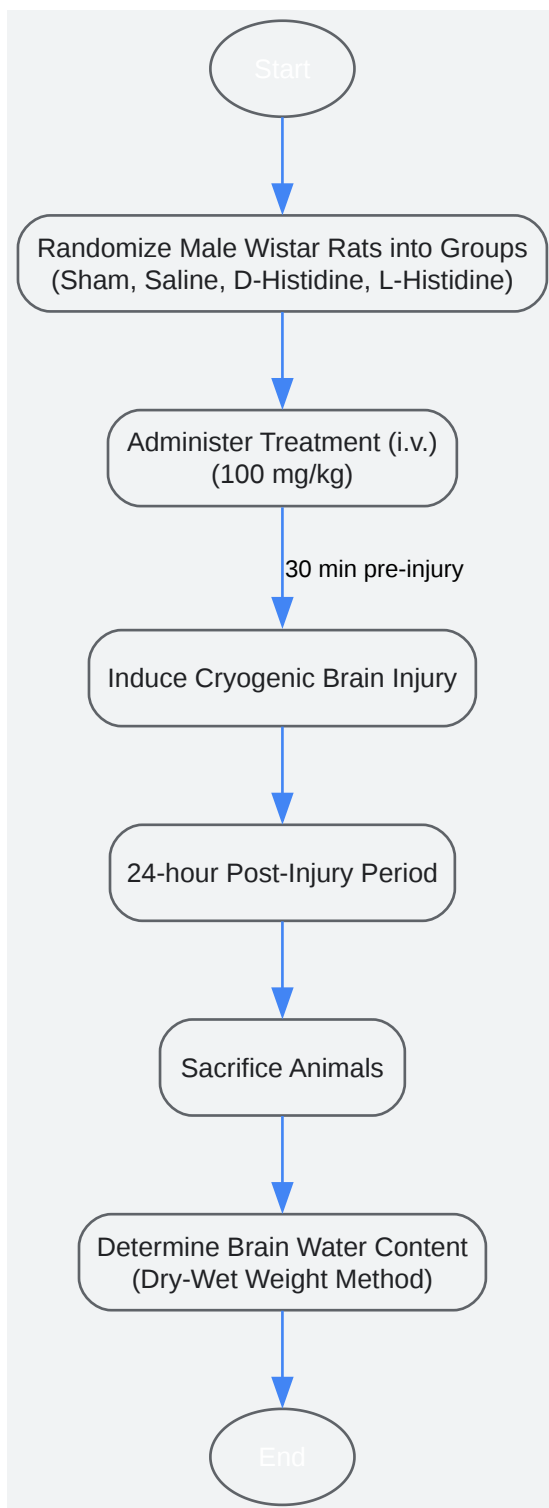 Start
Randomize Male Wistar Rats into Groups
(Sham, Saline, D-Histidine, L-Histidine)
Administer Treatment (i.v.)
(100 mg/kg)
30 min pre-injury
Induce Cryogenic Brain Injury
24-hour Post-Injury Period
Sacrifice Animals
Determine Brain Water Content
(Dry-Wet Weight Method)
End